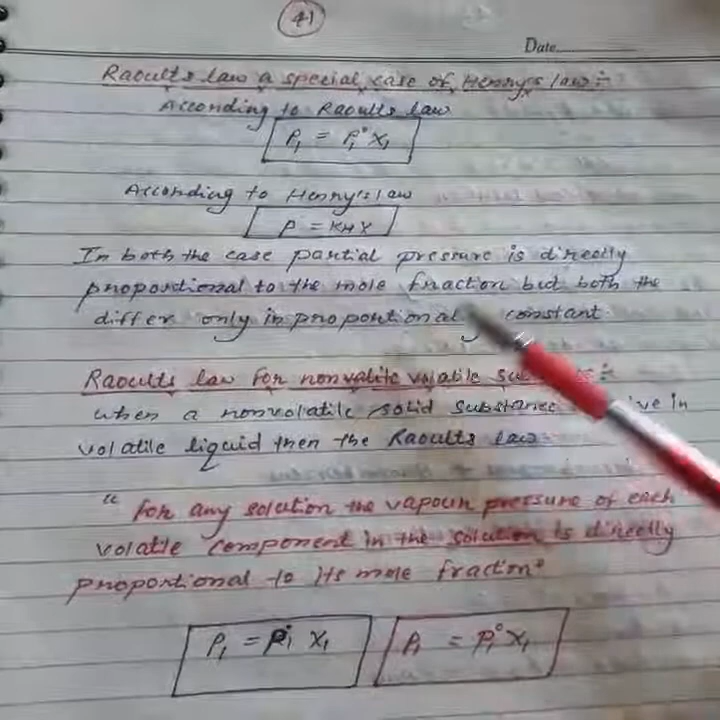 41
Date
Raoults law a special case of Henry's law ÷
According to Raoults law
P₁ = P₁° X₁
According to Henry's law
P = KH X
In both the case partial pressure is directly
proportional to the mole fraction but both the
differ only in proportional constant
Raoults law for nonvalite volatile ÷
when a nonvolatile solid substance in
volatile liquid then the Raoults law
" for any solution the vapour pressure of each
volatile component in the solution is directly
proportional to its mole fraction"
P₁ = P₁° X₁ P₁ = P₁° X₁